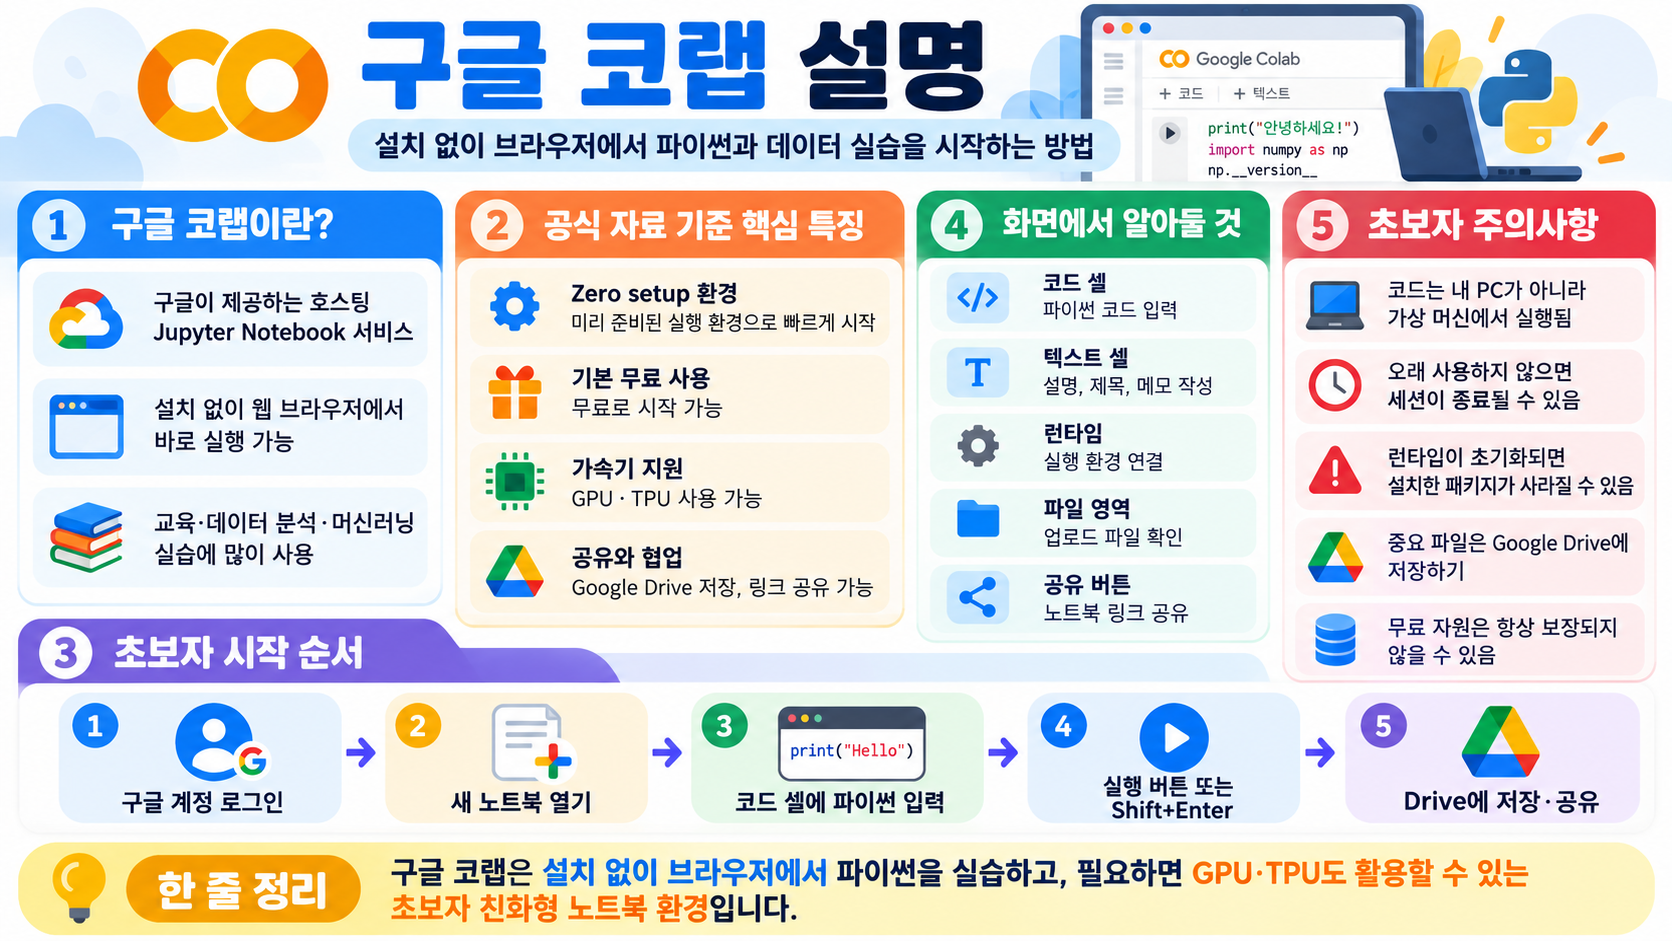 구글 코랩 설명
설치 없이 브라우저에서 파이썬과 데이터 실습을 시작하는 방법
CO Google Colab
+ 코드 + 텍스트
print("안녕하세요!")
import numpy as np
np.__version__
1 구글 코랩이란?
구글이 제공하는 호스팅
Jupyter Notebook 서비스
설치 없이 웹 브라우저에서
바로 실행 가능
교육·데이터 분석·머신러닝
실습에 많이 사용
2 공식 자료 기준 핵심 특징
Zero setup 환경
미리 준비된 실행 환경으로 빠르게 시작
기본 무료 사용
무료로 시작 가능
가속기 지원
GPU · TPU 사용 가능
공유와 협업
Google Drive 저장, 링크 공유 가능
4 화면에서 알아둘 것
</>
코드 셀
파이썬 코드 입력
T
텍스트 셀
설명, 제목, 메모 작성
런타임
실행 환경 연결
파일 영역
업로드 파일 확인
공유 버튼
노트북 링크 공유
5 초보자 주의사항
코드는 내 PC가 아니라
가상 머신에서 실행됨
오래 사용하지 않으면
세션이 종료될 수 있음
런타임이 초기화되면
설치한 패키지가 사라질 수 있음
중요 파일은 Google Drive에
저장하기
무료 자원은 항상 보장되지
않을 수 있음
3 초보자 시작 순서
1
G
구글 계정 로그인
2
새 노트북 열기
3
print("Hello")
코드 셀에 파이썬 입력
4
실행 버튼 또는
Shift+Enter
5
Drive에 저장·공유
한 줄 정리
구글 코랩은 설치 없이 브라우저에서 파이썬을 실습하고, 필요하면 GPU·TPU도 활용할 수 있는
초보자 친화형 노트북 환경입니다.